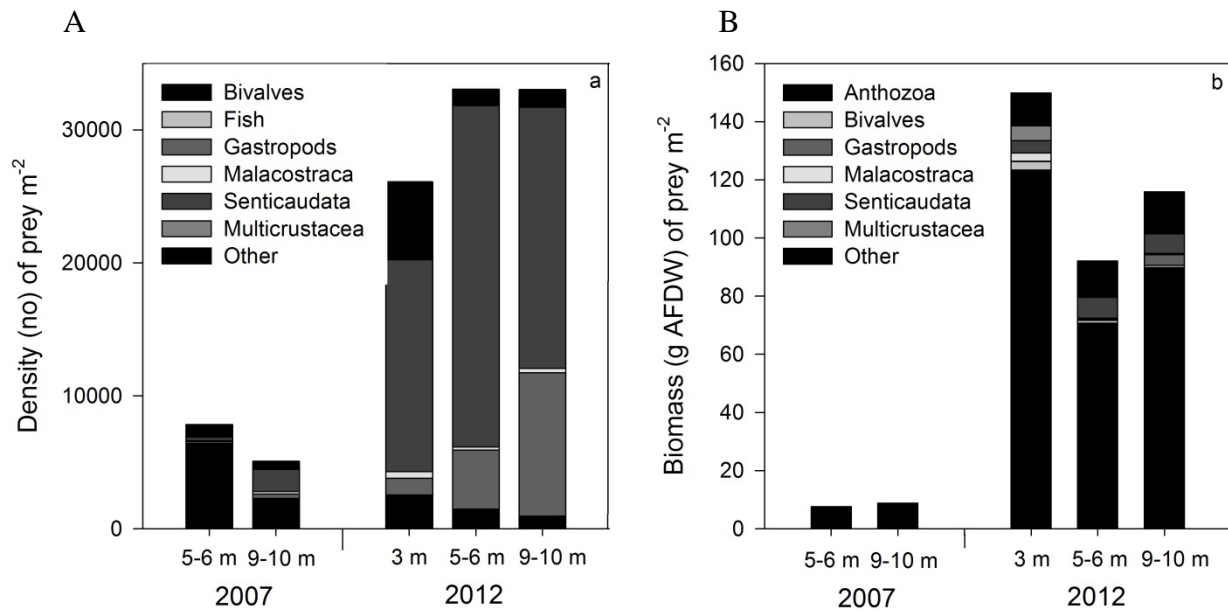 A
a
Bivalves
Fish
Gastropods
Malacostraca
Senticaudata
Multicrustacea
Other
Density (no) of prey m-2
30000
20000
10000
0
5-6 m 9-10 m 3 m 5-6 m 9-10 m
2007 2012
B
b
Anthozoa
Bivalves
Gastropods
Malacostraca
Senticaudata
Multicrustacea
Other
Biomass (g AFDW) of prey m-2
160
140
120
100
80
60
40
20
0
5-6 m 9-10 m 3 m 5-6 m 9-10 m
2007 2012